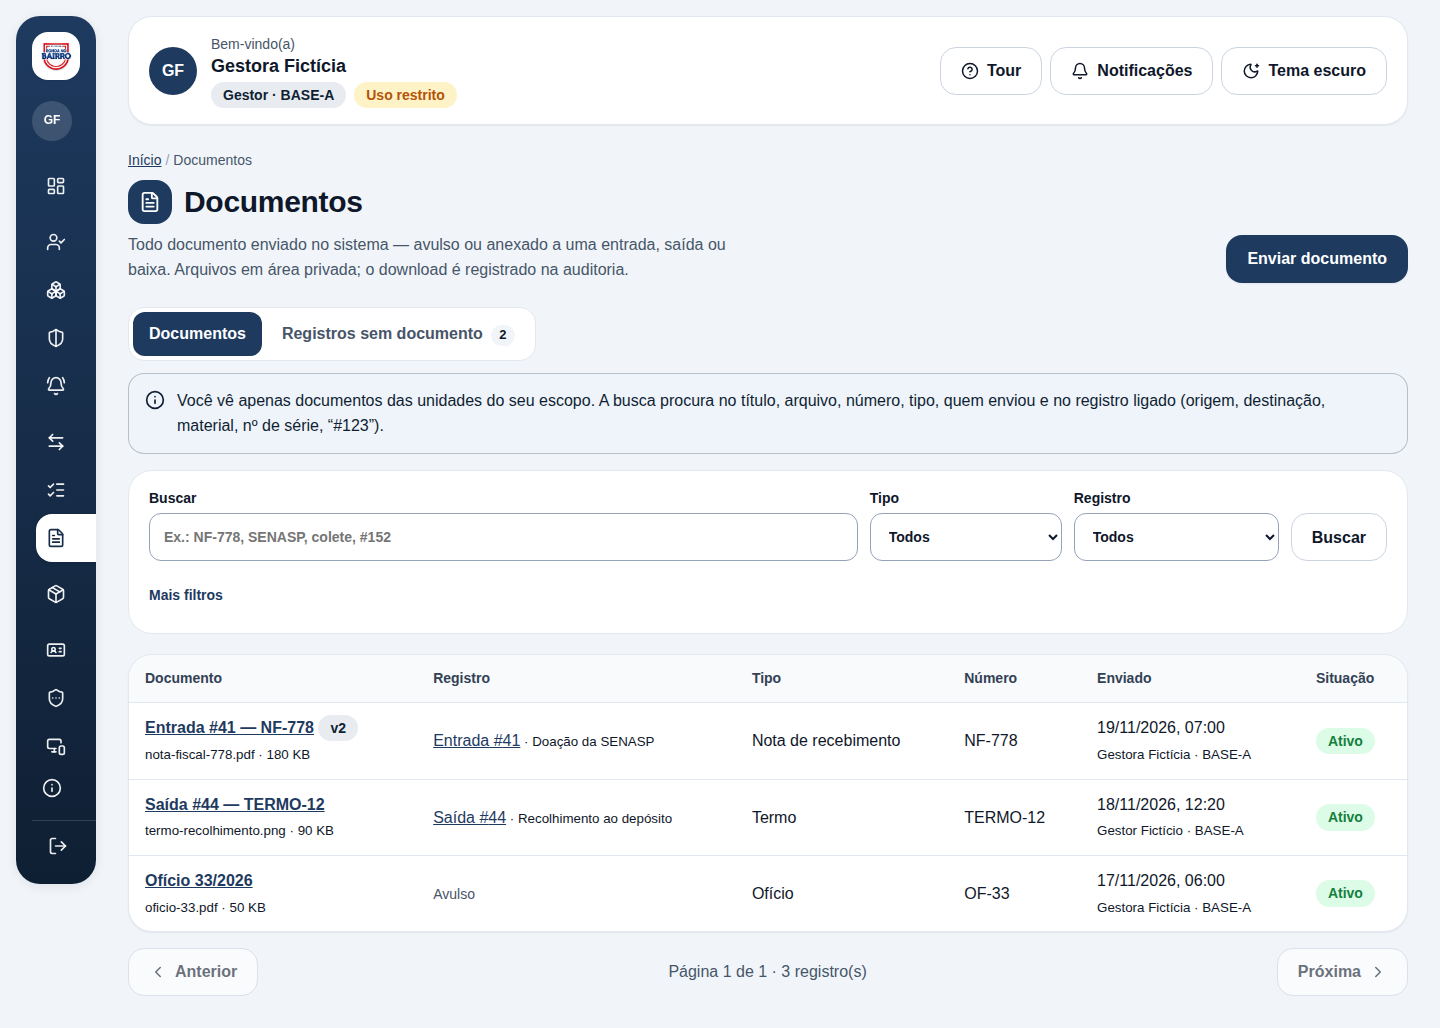 BAIRRO
GF
GF
Bem-vindo(a)
Gestora Fictícia
Gestor · BASE-A
Uso restrito
Tour
Notificações
Tema escuro
Início / Documentos
Documentos
Todo documento enviado no sistema — avulso ou anexado a uma entrada, saída ou
baixa. Arquivos em área privada; o download é registrado na auditoria.
Enviar documento
Documentos
Registros sem documento 2
Você vê apenas documentos das unidades do seu escopo. A busca procura no título, arquivo, número, tipo, quem enviou e no registro ligado (origem, destinação,
material, nº de série, “#123”).
Buscar
Tipo
Registro
Ex.: NF-778, SENASP, colete, #152
Todos
Todos
Buscar
Mais filtros
Documento Registro Tipo Número Enviado Situação
Entrada #41 — NF-778 v2
nota-fiscal-778.pdf · 180 KB
Entrada #41 · Doação da SENASP
Nota de recebimento
NF-778
19/11/2026, 07:00
Gestora Fictícia · BASE-A
Ativo
Saída #44 — TERMO-12
termo-recolhimento.png · 90 KB
Saída #44 · Recolhimento ao depósito
Termo
TERMO-12
18/11/2026, 12:20
Gestor Fictício · BASE-A
Ativo
Ofício 33/2026
oficio-33.pdf · 50 KB
Avulso
Ofício
OF-33
17/11/2026, 06:00
Gestora Fictícia · BASE-A
Ativo
Anterior
Página 1 de 1 · 3 registro(s)
Próxima